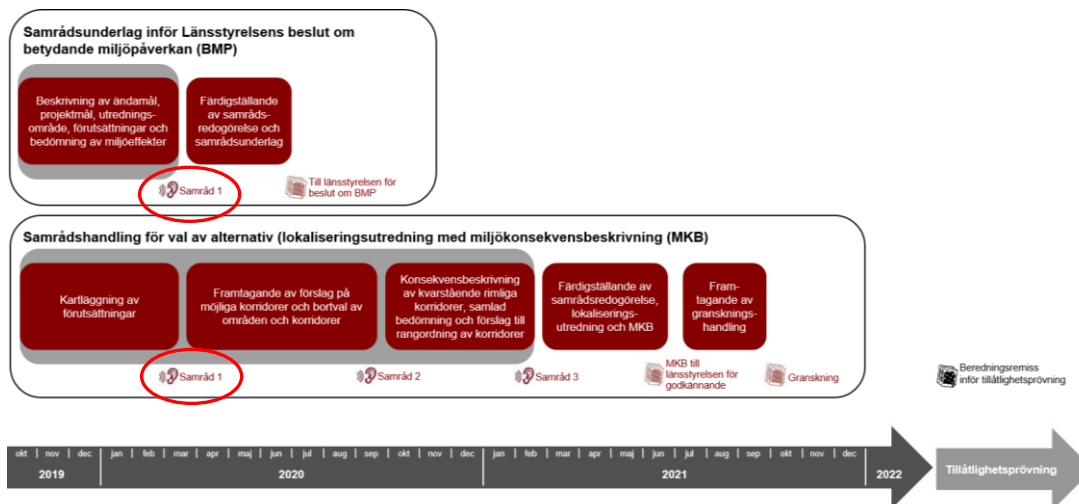 Samrådsunderlag inför Länsstyrelsens beslut om
betydande miljöpåverkan (BMP)
Beskrivning av ändamål,
projektmål, utrednings-
område, förutsättningar och
bedömning av miljöeffekter
Färdigställande
av samråds-
redogörelse och
samrådsunderlag
Samråd 1
Till länsstyrelsen för
beslut om BMP
Samrådshandling för val av alternativ (lokaliseringsutredning med miljökonsekvensbeskrivning (MKB)
Kartläggning av
förutsättningar
Framtagande av förslag på
möjliga korridorer och bortval av
områden och korridorer
Konsekvensbeskrivning
av kvarstående rimliga
korridorer, samlad
bedömning och förslag till
rangordning av korridorer
Färdigställande av
samrådsredogörelse,
lokaliserings-
utredning och MKB
Fram-
tagande av
gransknings-
handling
Samråd 1
Samråd 2
Samråd 3
MKB till
länsstyrelsen för
godkännande
Granskning
Beredningsremiss
inför tillåtlighetsprövning
okt | nov | dec | jan | feb | mar | apr | maj | jun | jul | aug | sep | okt | nov | dec | jan | feb | mar | apr | maj | jun | jul | aug | sep | okt | nov | dec
2019 2020 2021 2022
Tillåtlighetsprövning